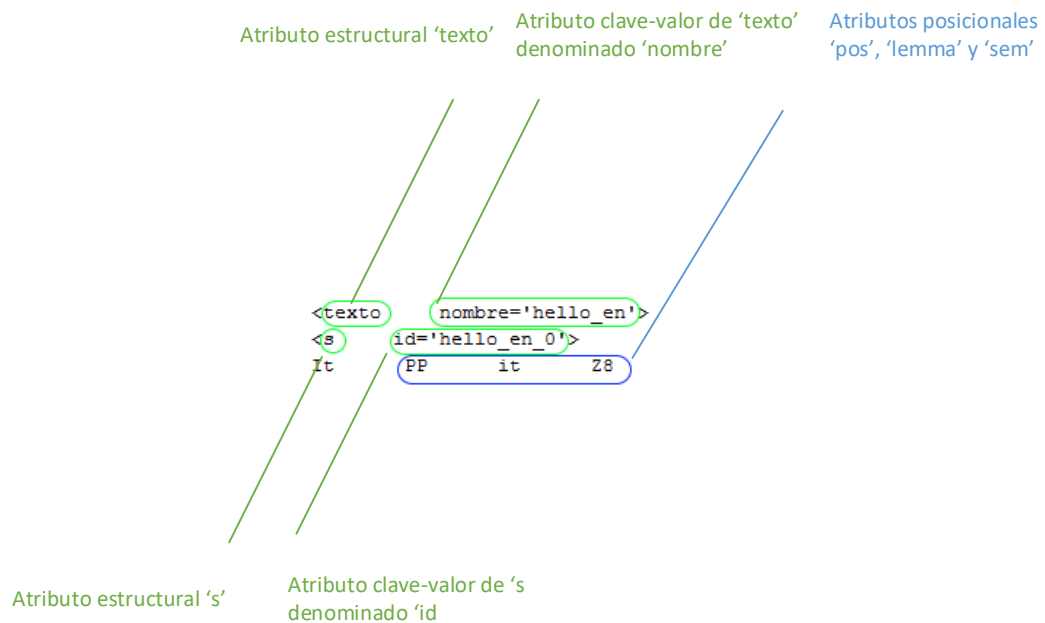 Atributo estructural ‘texto’
Atributo clave-valor de ‘texto’
denominado ‘nombre’
Atributos posicionales
‘pos’, ‘lemma’ y ‘sem’
<texto nombre='hello_en'>
<s id='hello_en_0'>
It PP it Z8
Atributo estructural ‘s’
Atributo clave-valor de ‘s
denominado ‘id